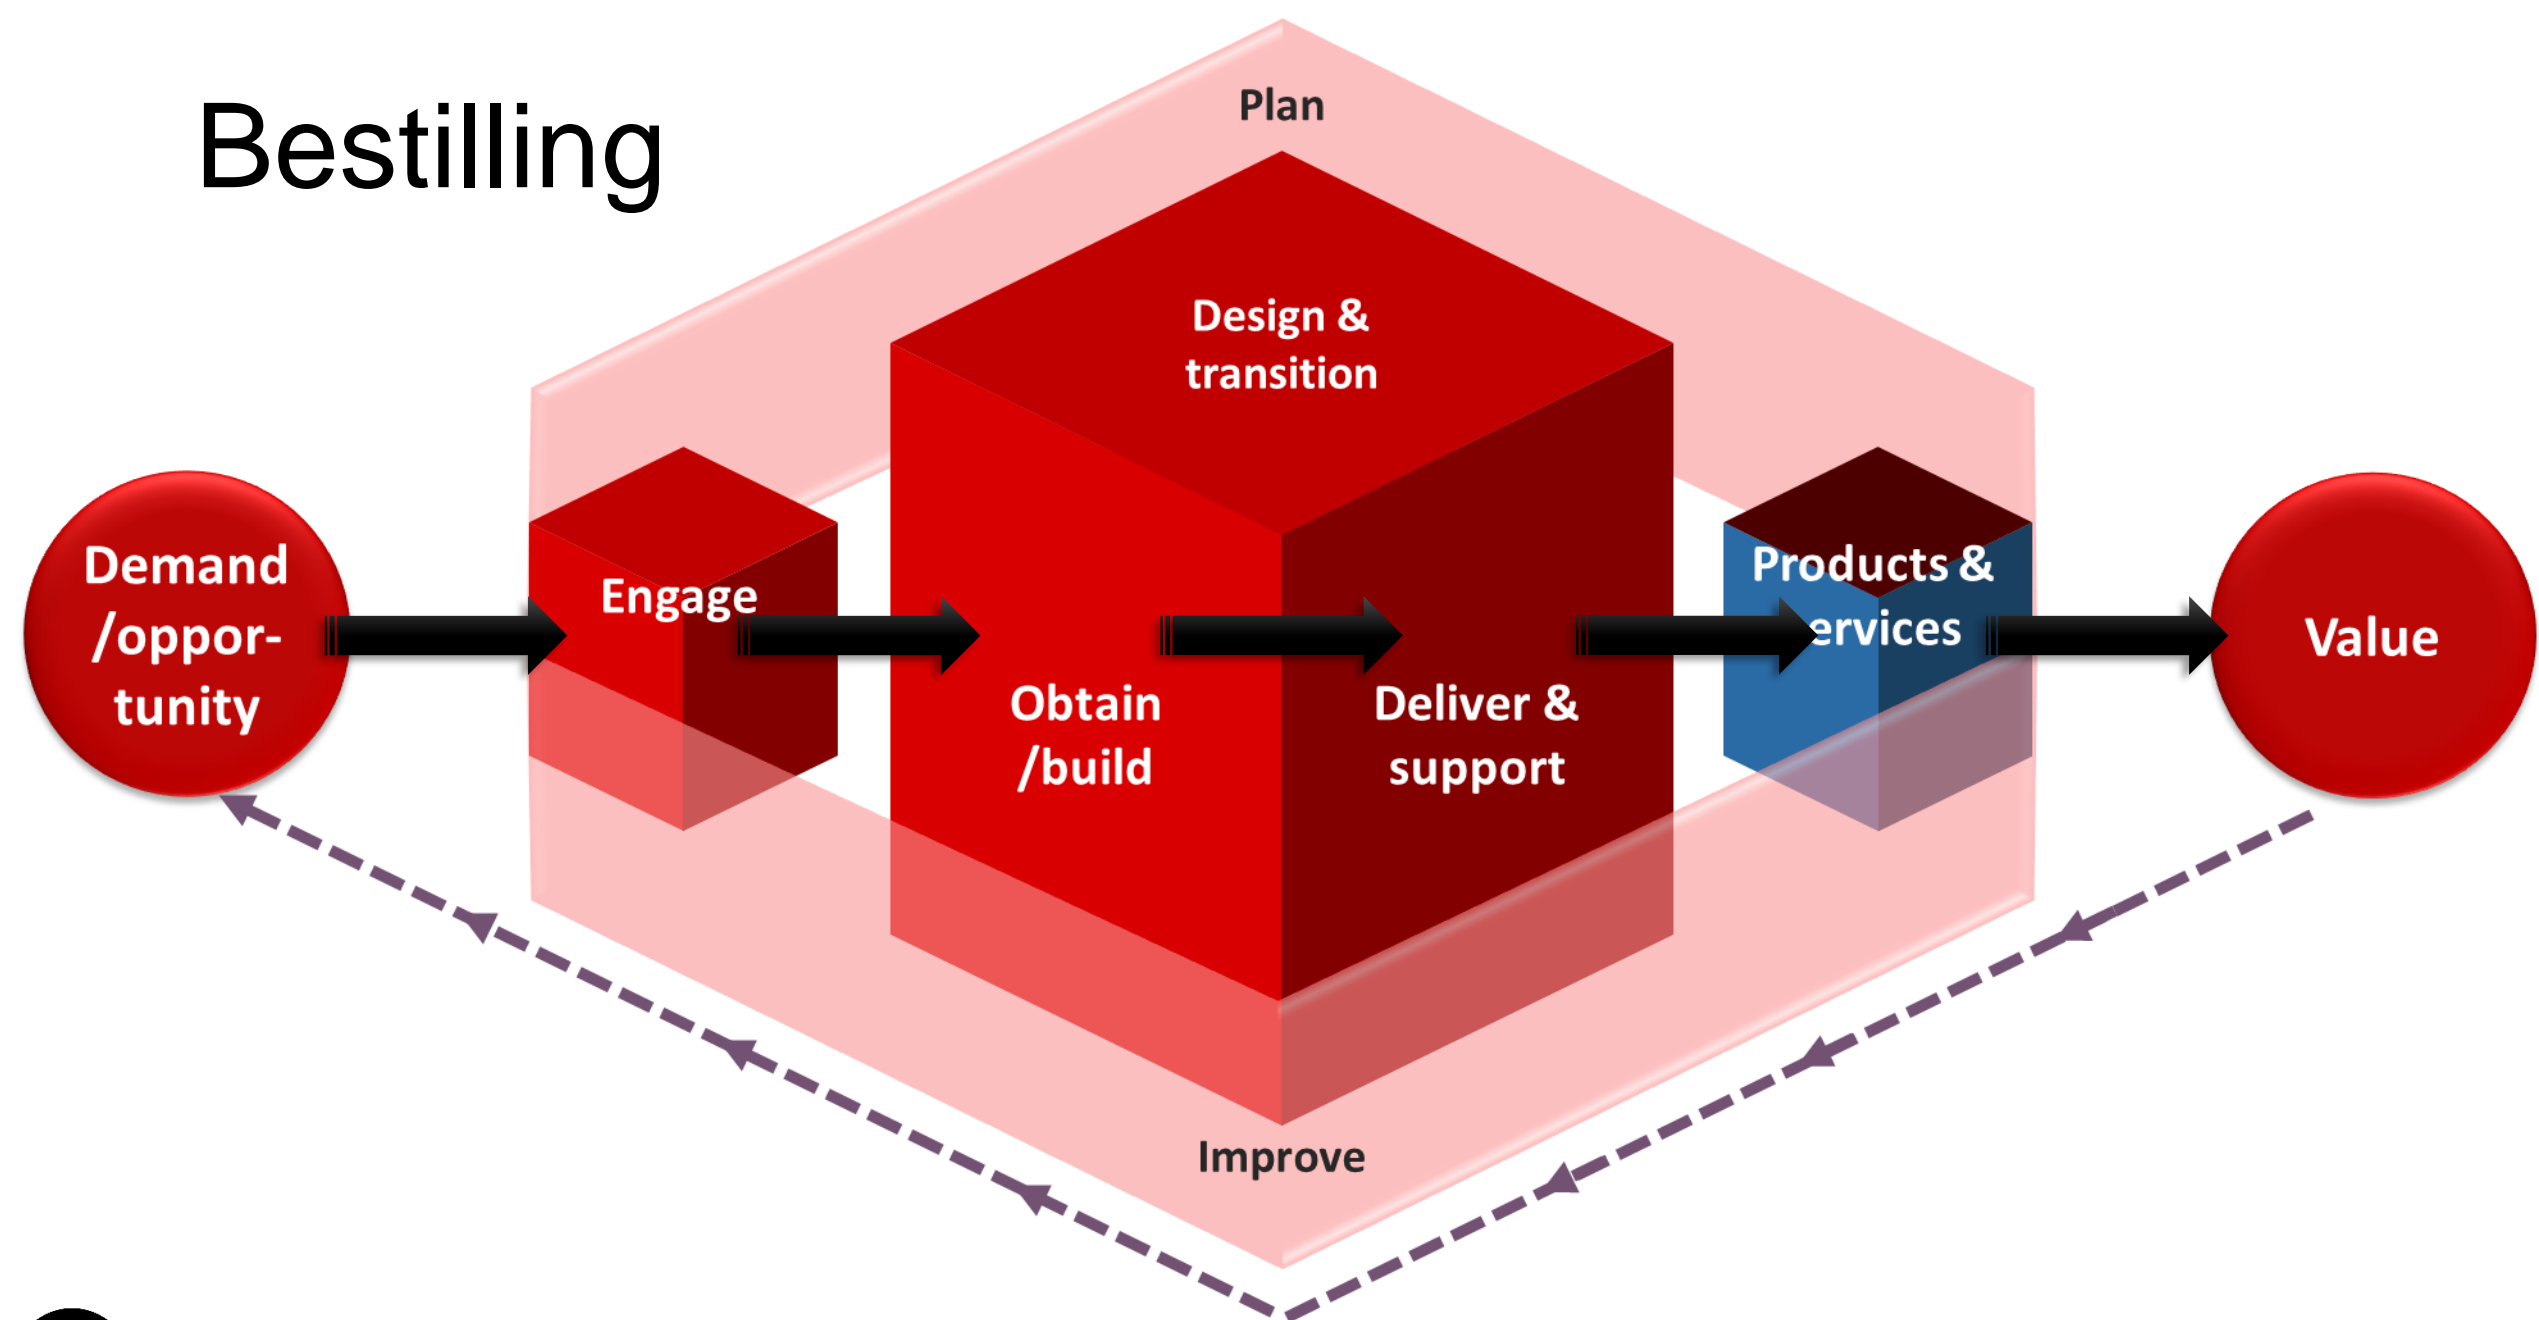 Bestilling
Plan
Design &
transition
Demand
/oppor-
tunity
Engage
Obtain
/build
Deliver &
support
Products &
ervices
Value
Improve